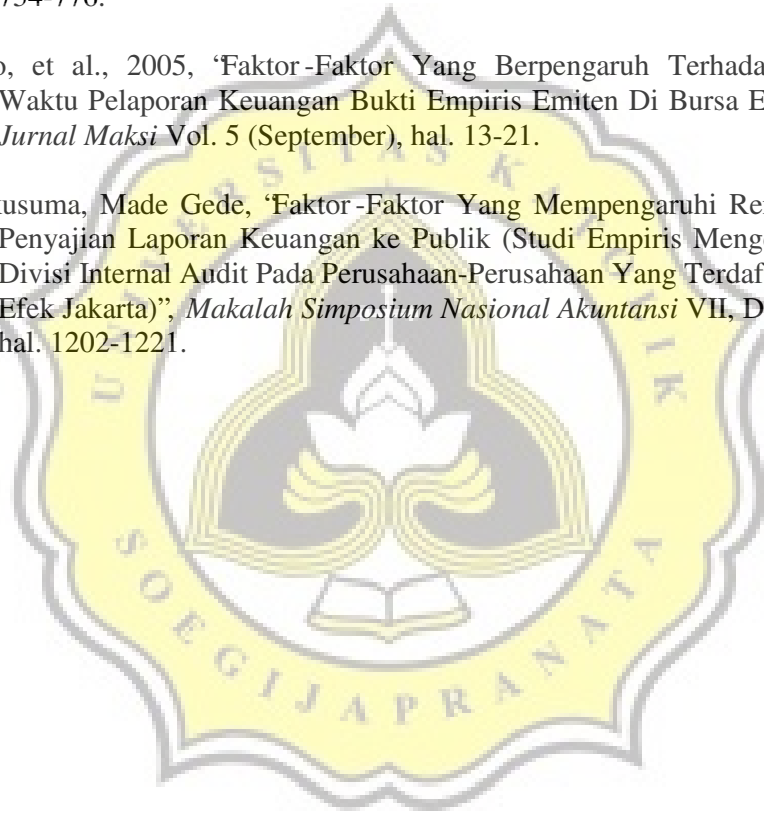 o, et al., 2005, “Faktor-Faktor Yang Berpengaruh Terhada
Waktu Pelaporan Keuangan Bukti Empiris Emiten Di Bursa E
Jurnal Maksi Vol. 5 (September), hal. 13-21.
usuma, Made Gede, “Faktor-Faktor Yang Mempengaruhi
Penyajian Laporan Keuangan ke Publik (Studi Empiris Meng
Divisi Internal Audit Pada Perusahaan-Perusahaan Yang Terdaf
Efek Jakarta)”, Makalah Simposium Nasional Akuntansi VII, D
hal. 1202-1221.
UNIVERSITAS KATOLIK
SOEGIJAPRANATA